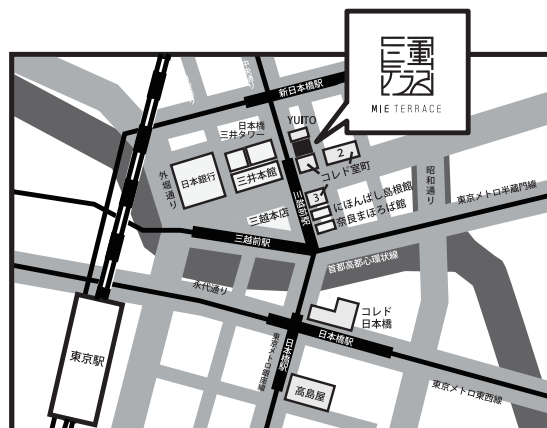 三重テラス
MIE TERRACE
新日本橋駅
YUITO
日本橋
三井タワー
2
コレド室町
日本銀行
三井本館
外堀通り
昭和通り
3
三越前駅
にほんばし島根館
奈良まほろば館
三越本店
東京メトロ半蔵門線
三越前駅
首都高都心環状線
永代通り
コレド
日本橋
日本橋駅
東京駅
日本橋駅
東京メトロ銀座線
高島屋
東京メトロ東西線